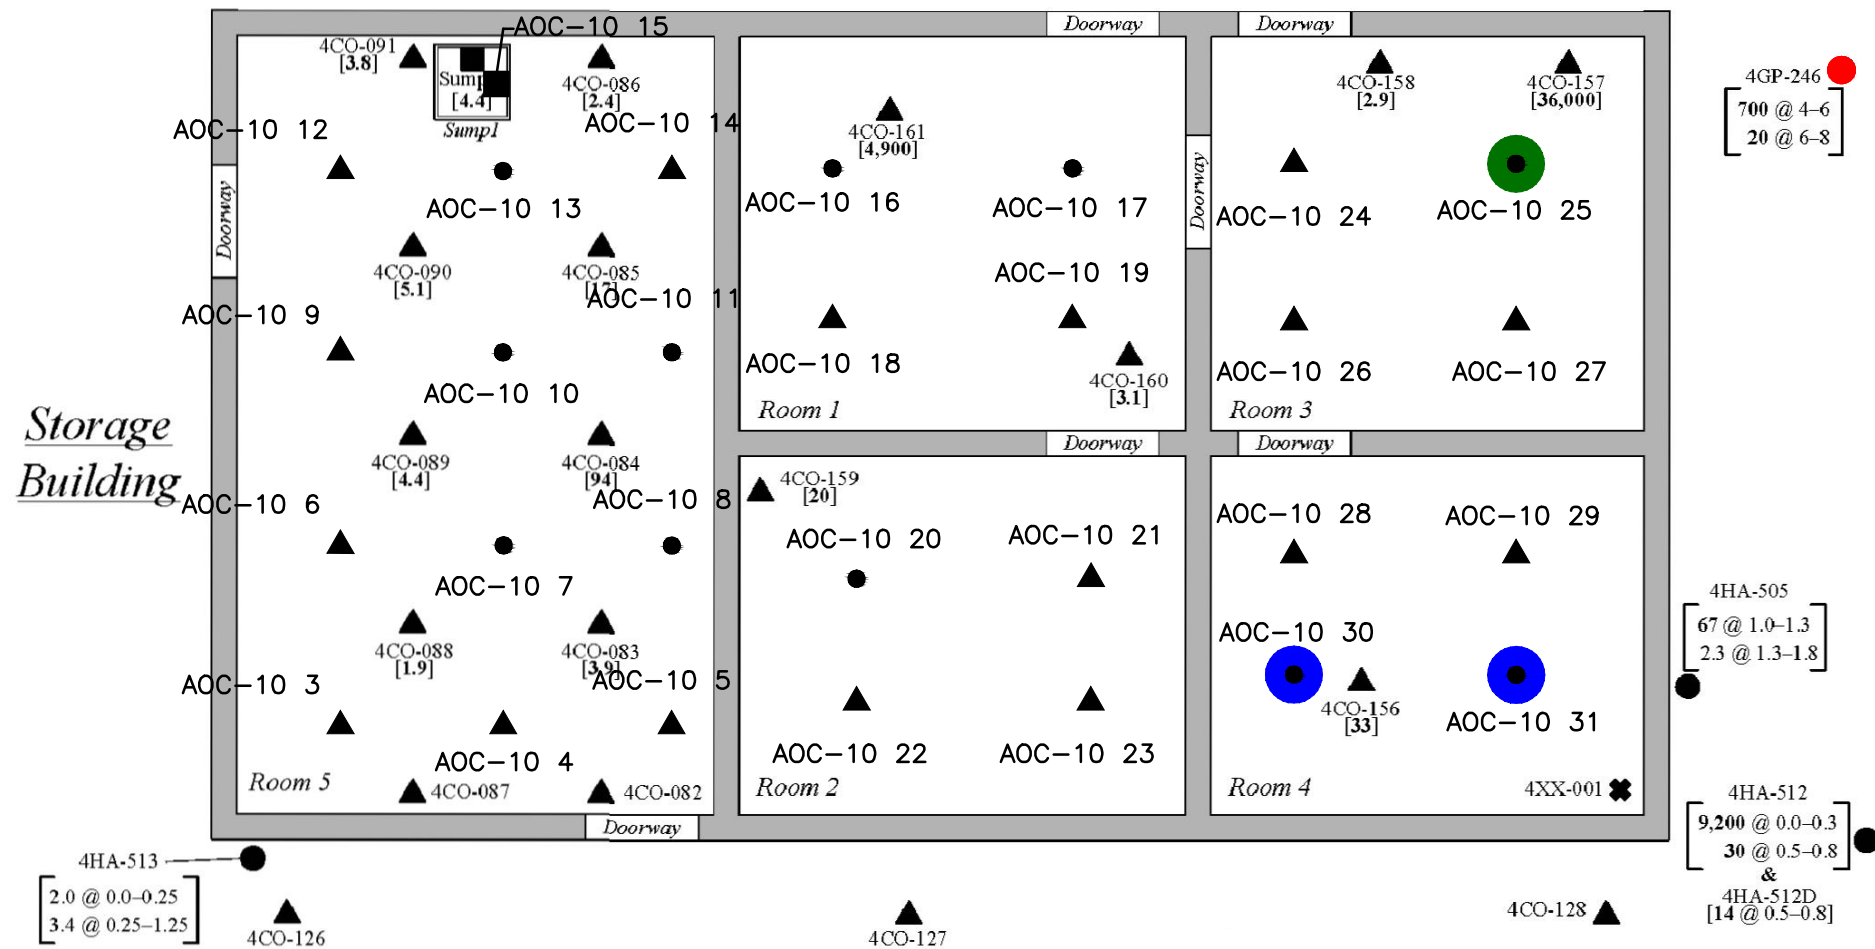 Storage
Building
AOC-10 15
4CO-091
[3.8]
Sump
[4.4]
Sump1
4CO-086
[2.4]
AOC-10 12
AOC-10 14
Doorway
AOC-10 13
4CO-090
[5.1]
4CO-085
[17]
AOC-10 11
AOC-10 9
AOC-10 10
4CO-089
[4.4]
4CO-084
[94]
AOC-10 8
AOC-10 6
AOC-10 7
4CO-088
[1.9]
4CO-083
[3.9]
AOC-10 5
AOC-10 3
AOC-10 4
Room 5
4CO-087
4CO-082
Doorway
Doorway
4CO-161
[4,900]
AOC-10 16
AOC-10 17
AOC-10 19
AOC-10 18
4CO-160
[3.1]
Room 1
Doorway
Doorway
4CO-159
[20]
AOC-10 20
AOC-10 21
AOC-10 22
AOC-10 23
Room 2
Doorway
4CO-158
[2.9]
4CO-157
[36,000]
AOC-10 24
AOC-10 25
AOC-10 26
AOC-10 27
Room 3
Doorway
AOC-10 28
AOC-10 29
AOC-10 30
4CO-156
[33]
AOC-10 31
Room 4
4XX-001
4GP-246
700 @ 4–6
20 @ 6–8
4HA-505
67 @ 1.0–1.3
2.3 @ 1.3–1.8
4HA-512
9,200 @ 0.0–0.3
30 @ 0.5–0.8
&
4HA-512D
[14 @ 0.5–0.8]
4HA-513
2.0 @ 0.0–0.25
3.4 @ 0.25–1.25
4CO-126
4CO-127
4CO-128